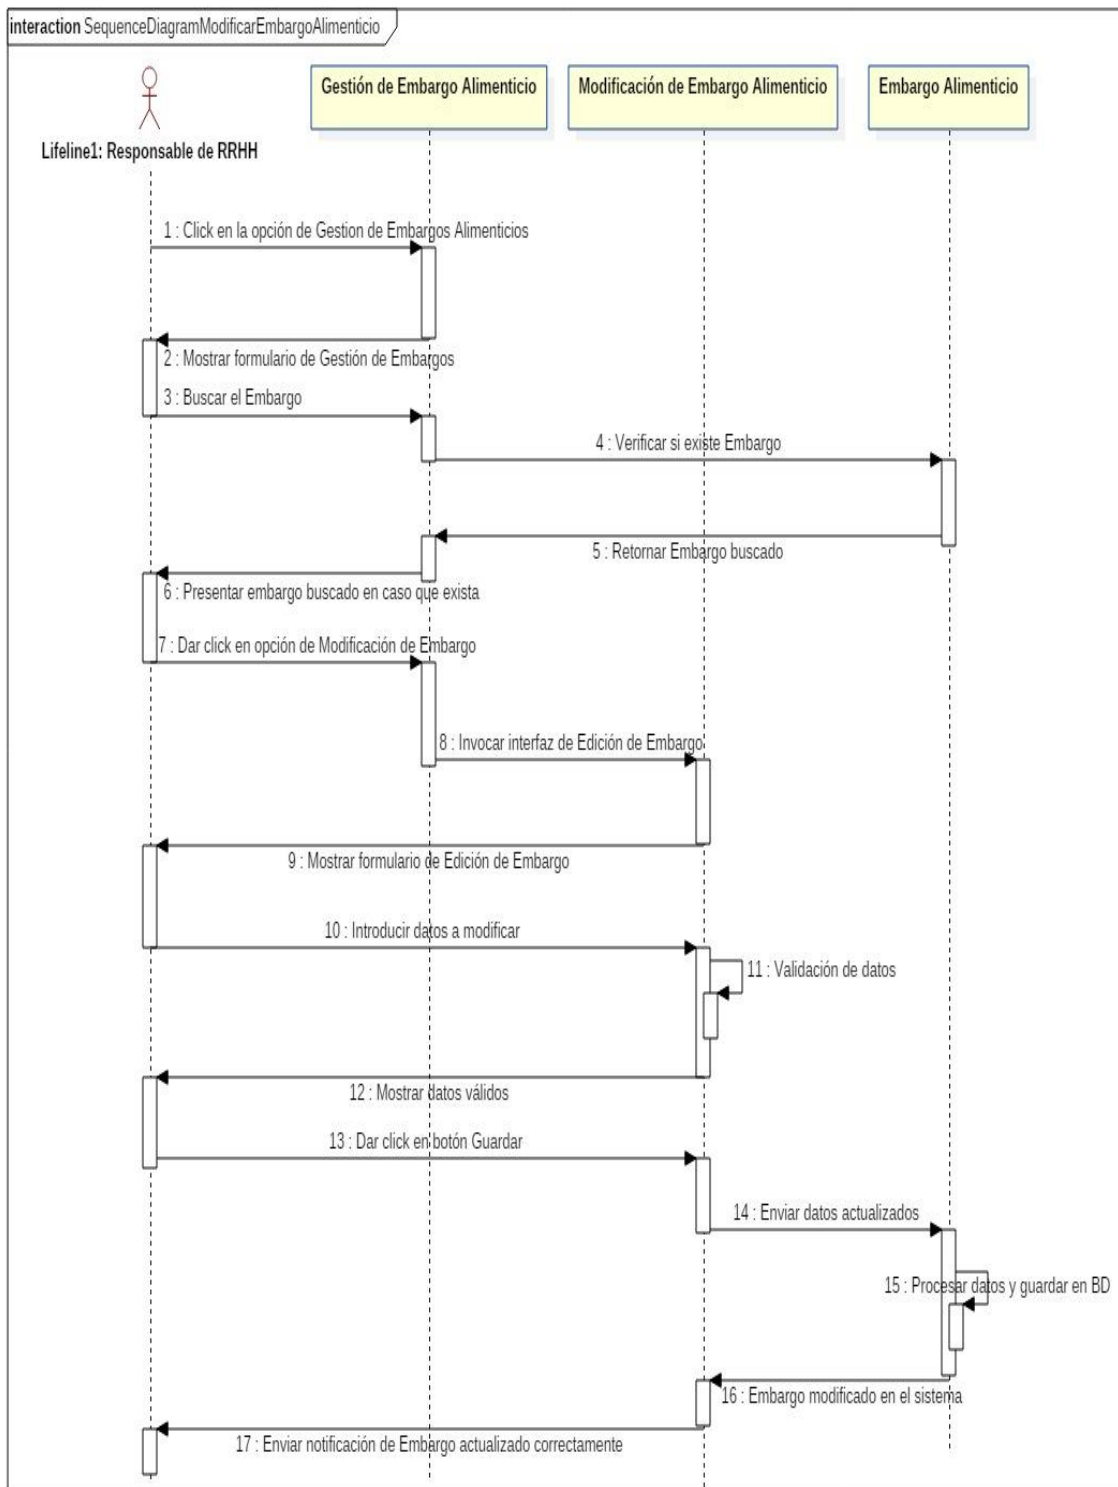 interaction SequenceDiagramModificarEmbargoAlimenticio
Gestión de Embargo Alimenticio
Modificación de Embargo Alimenticio
Embargo Alimenticio
Lifeline1: Responsable de RRHH
1 : Click en la opción de Gestion de Embargos Alimenticios
2 : Mostrar formulario de Gestión de Embargos
3 : Buscar el Embargo
4 : Verificar si existe Embargo
5 : Retornar Embargo buscado
6 : Presentar embargo buscado en caso que exista
7 : Dar click en opción de Modificación de Embargo
8 : Invocar interfaz de Edición de Embargo
9 : Mostrar formulario de Edición de Embargo
10 : Introducir datos a modificar
11 : Validación de datos
12 : Mostrar datos válidos
13 : Dar click en botón Guardar
14 : Enviar datos actualizados
15 : Procesar datos y guardar en BD
16 : Embargo modificado en el sistema
17 : Enviar notificación de Embargo actualizado correctamente